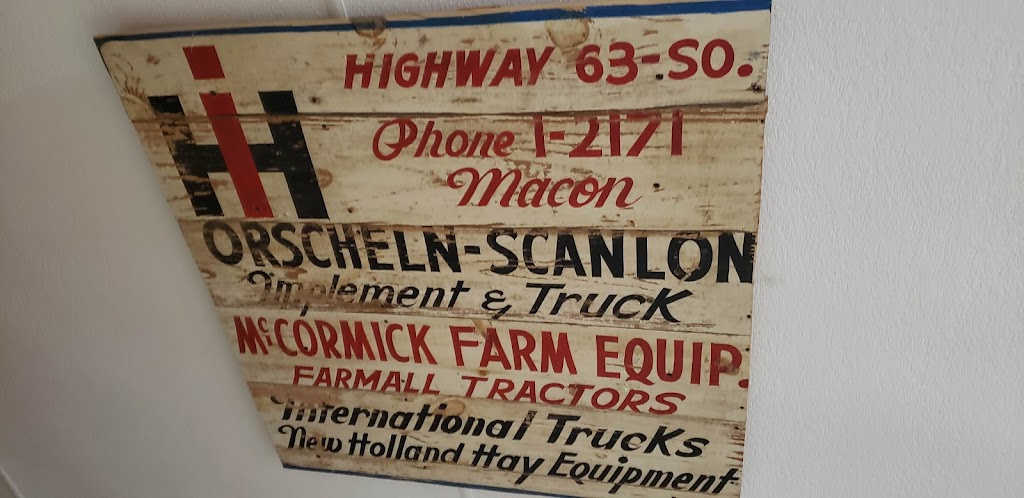 IH
HIGHWAY 63-SO.
Phone 1-2171
Macon
ORSCHELN-SCANLON
Implement & Truck
McCORMICK FARM EQUIP.
FARMALL TRACTORS
International Trucks
New Holland Hay Equipment